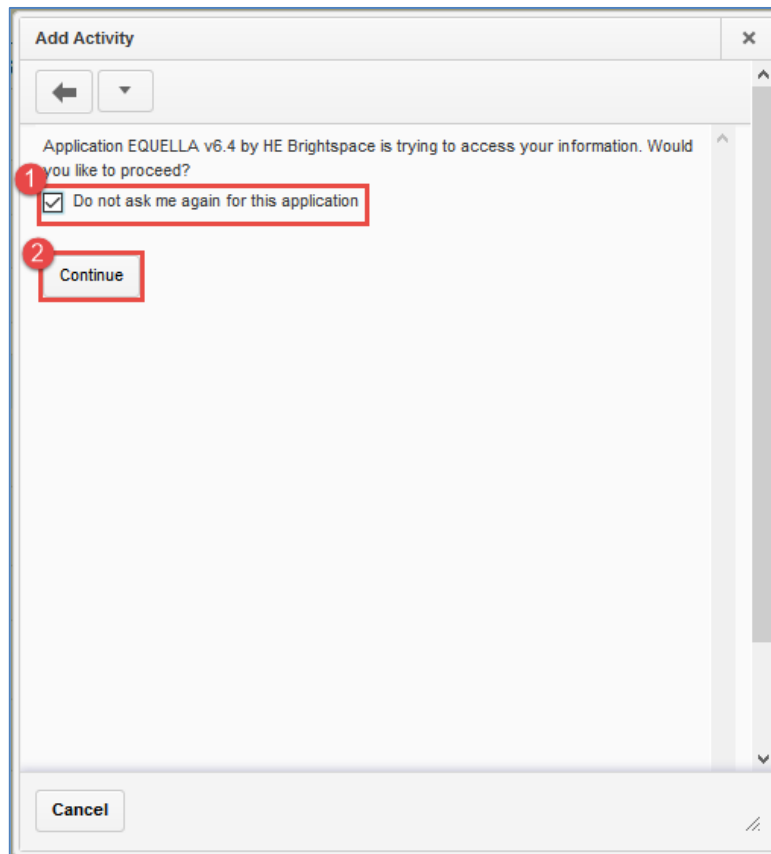 Add Activity
Application EQUELLA v6.4 by HE Brightspace is trying to access your information. Would
you like to proceed?
1
Do not ask me again for this application
2
Continue
Cancel